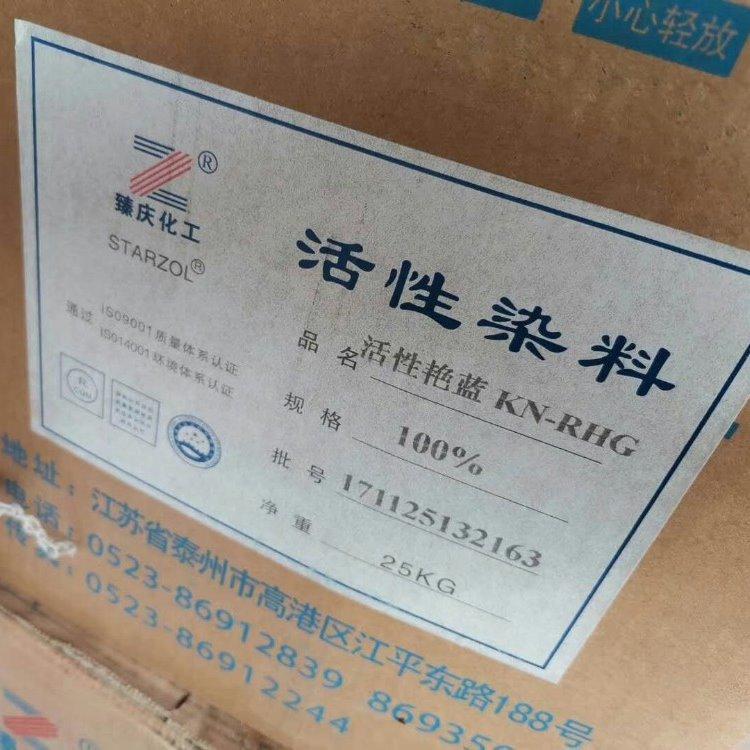 小心轻放
Z®
臻庆化工
STARZOL®
活性染料
通过 ISO9001质量体系认证
ISO14001环境体系认证
品名 活性艳蓝 KN-RHG
规格 100%
批号 171125132163
净重 25KG
地址：江苏省泰州市高港区江平东路188号
电话：0523-86912839 86935
传真：0523-86912244